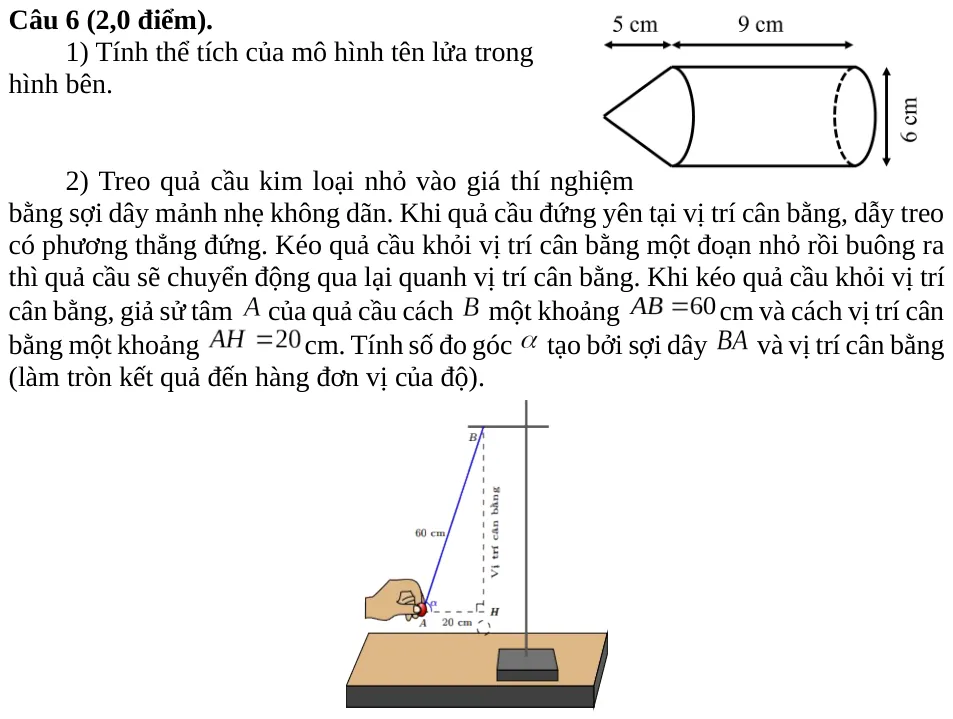 Câu 6 (2,0 điểm).
1) Tính thể tích của mô hình tên lửa trong
hình bên.
5 cm
9 cm
6 cm
2) Treo quả cầu kim loại nhỏ vào giá thí nghiệm
bằng sợi dây mảnh nhẹ không dãn. Khi quả cầu đứng yên tại vị trí cân bằng, dẫy treo
có phương thẳng đứng. Kéo quả cầu khỏi vị trí cân bằng một đoạn nhỏ rồi buông ra
thì quả cầu sẽ chuyển động qua lại quanh vị trí cân bằng. Khi kéo quả cầu khỏi vị trí
cân bằng, giả sử tâm A của quả cầu cách B một khoảng AB =60 cm và cách vị trí cân
bằng một khoảng AH =20 cm. Tính số đo góc α tạo bởi sợi dây BA và vị trí cân bằng
(làm tròn kết quả đến hàng đơn vị của độ).
B
Vị trí cân bằng
60 cm
α
A
20 cm
H